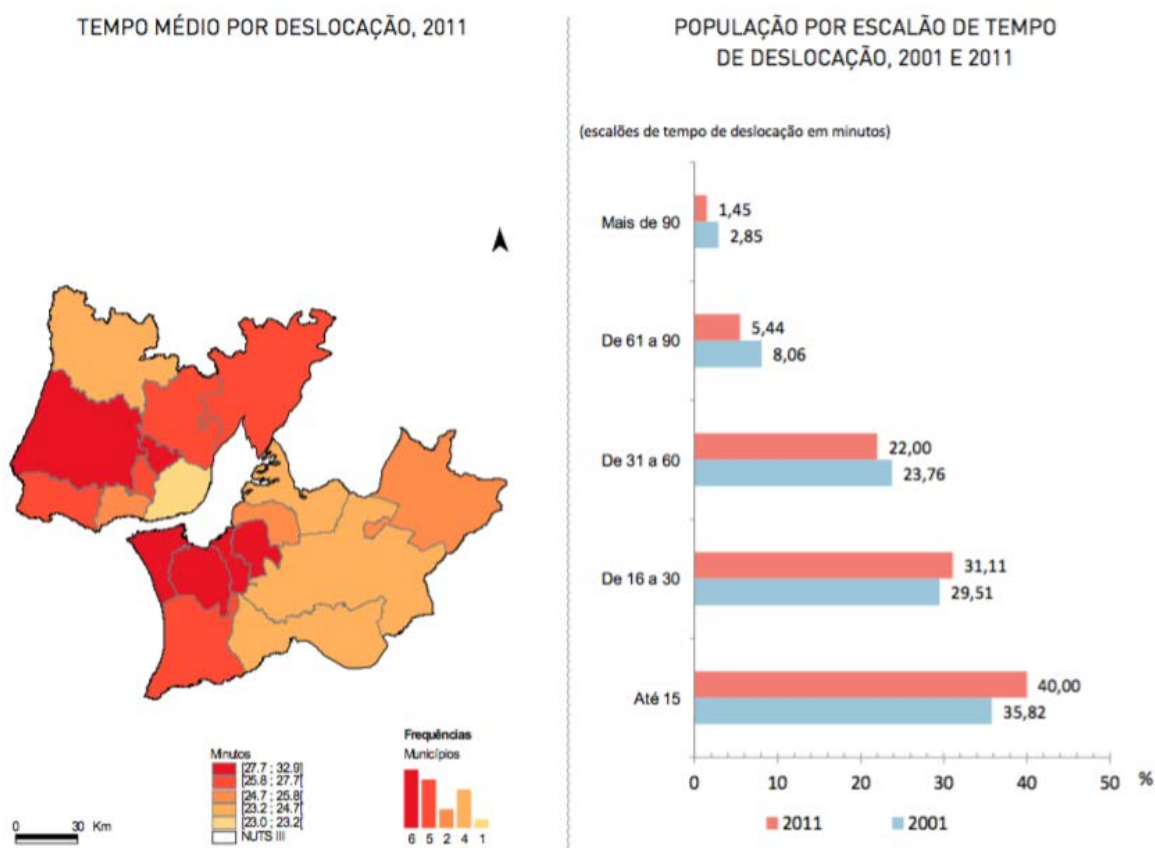 TEMPO MÉDIO POR DESLOCAÇÃO, 2011
Minutos
[27.7 ; 32.9]
[25.8 ; 27.7[
[24.7 ; 25.8[
[23.2 ; 24.7[
[23.0 ; 23.2[
NUTS III
0 30 Km
Frequências
Municípios
6 5 2 4 1
POPULAÇÃO POR ESCALÃO DE TEMPO
DE DESLOCAÇÃO, 2001 E 2011
(escalões de tempo de deslocação em minutos)
Mais de 90
1,45
2,85
De 61 a 90
5,44
8,06
De 31 a 60
22,00
23,76
De 16 a 30
31,11
29,51
Até 15
40,00
35,82
0 10 20 30 40 50 %
2011 2001